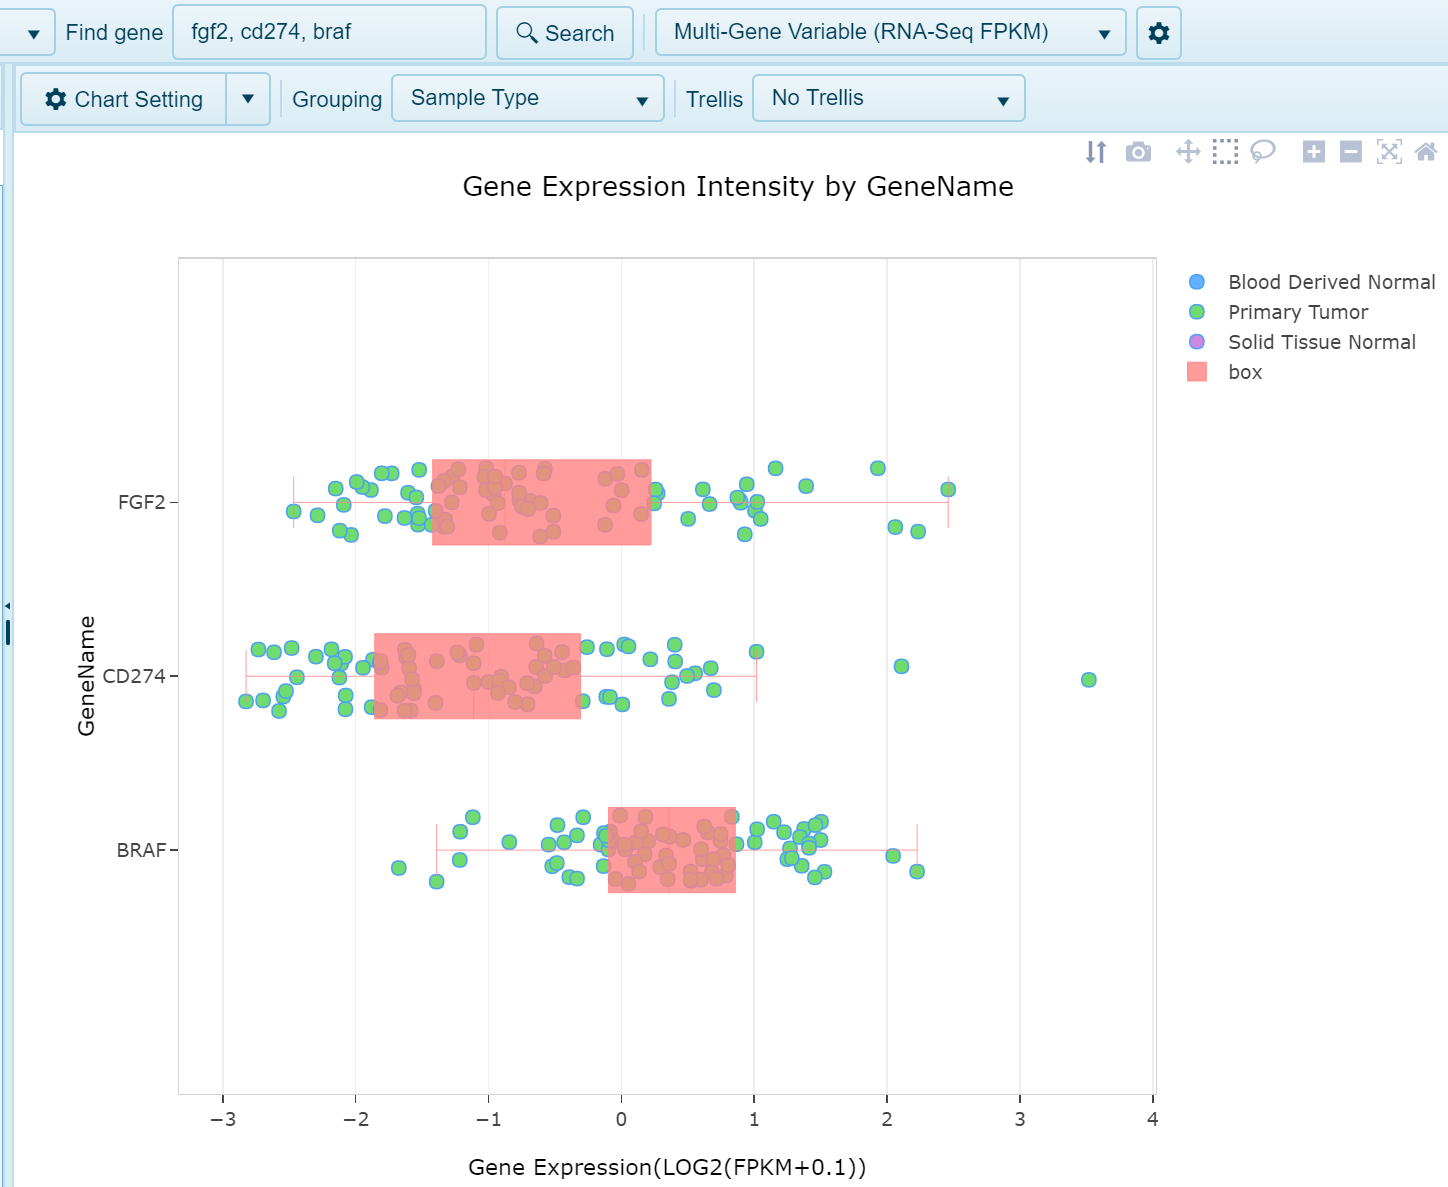 Find gene fgf2, cd274, braf Search Multi-Gene Variable (RNA-Seq FPKM)
Chart Setting Grouping Sample Type Trellis No Trellis
Gene Expression Intensity by GeneName
Blood Derived Normal
Primary Tumor
Solid Tissue Normal
box
FGF2
CD274
BRAF
GeneName
−3 −2 −1 0 1 2 3 4
Gene Expression(LOG2(FPKM+0.1))